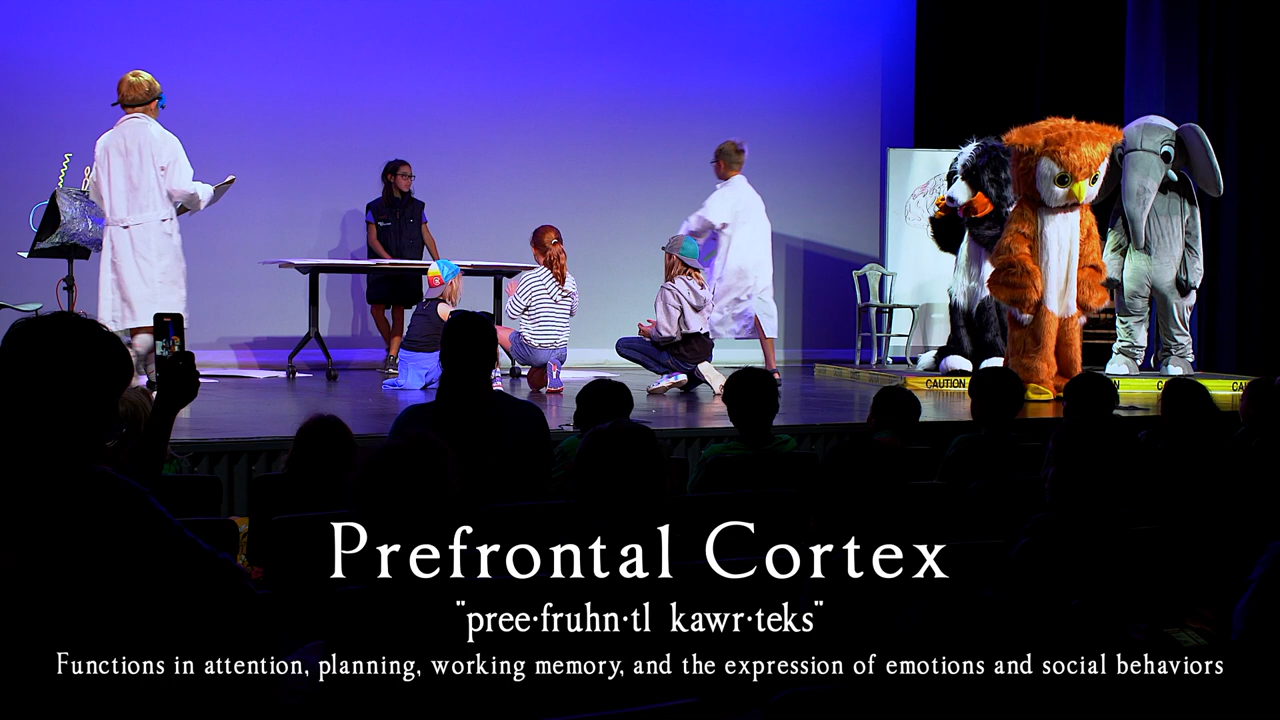 CAUTION
Prefrontal Cortex
"pree·fruhn·tl kawr·teks"
Functions in attention, planning, working memory, and the expression of emotions and social behaviors